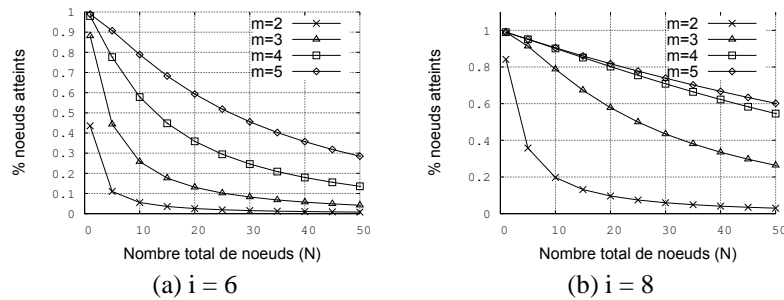 % noeuds atteints
1
0.9
0.8
0.7
0.6
0.5
0.4
0.3
0.2
0.1
0
0 10 20 30 40 50
m=2
m=3
m=4
m=5
Nombre total de noeuds (N)
(a) i = 6
% noeuds atteints
1
0.8
0.6
0.4
0.2
0
0 10 20 30 40 50
m=2
m=3
m=4
m=5
Nombre total de noeuds (N)
(b) i = 8